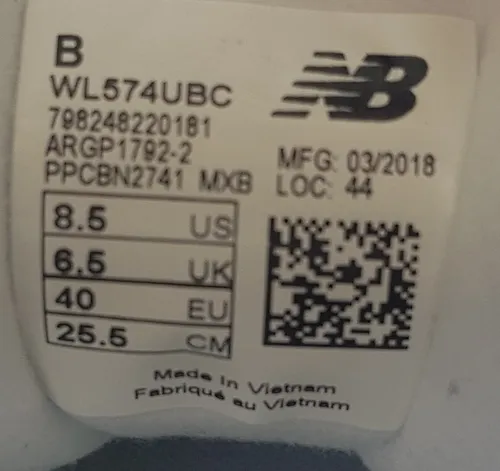 B
WL574UBC
798248220181
ARGP1792-2
PPCBN2741 MXB
NB
MFG: 03/2018
LOC: 44
8.5 US
6.5 UK
40 EU
25.5 CM
Made In Vietnam
Fabriqué au Vietnam